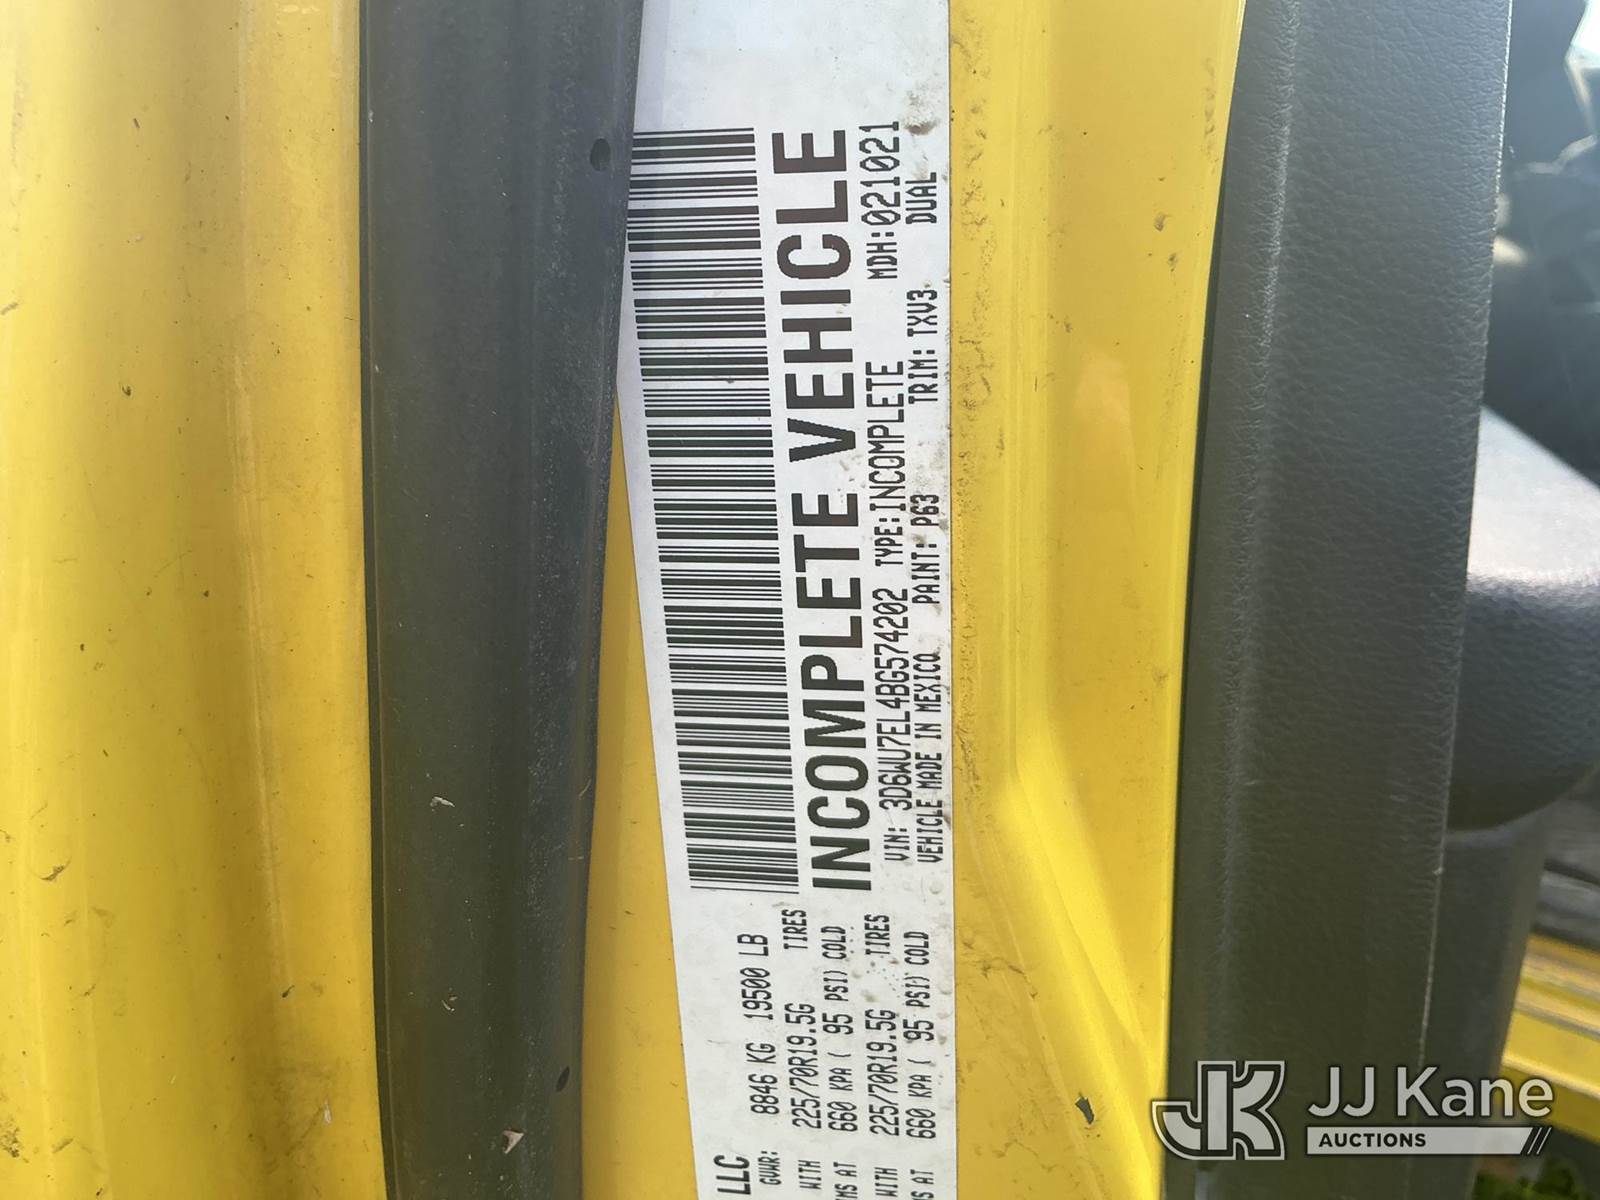 LLC
GVWR: 8846 KG 19500 LB
WITH 225/70R19.5G TIRES
MS AT 660 KPA ( 95 PSI) COLD
WITH 225/70R19.5G TIRES
S AT 660 KPA ( 95 PSI) COLD
INCOMPLETE VEHICLE
MDH:021021
VIN: 3D6WU7EL4BG574202 TYPE:INCOMPLETE DUAL
VEHICLE MADE IN MEXICO PAINT: P63 TRIM: TXV3
JJ Kane
AUCTIONS